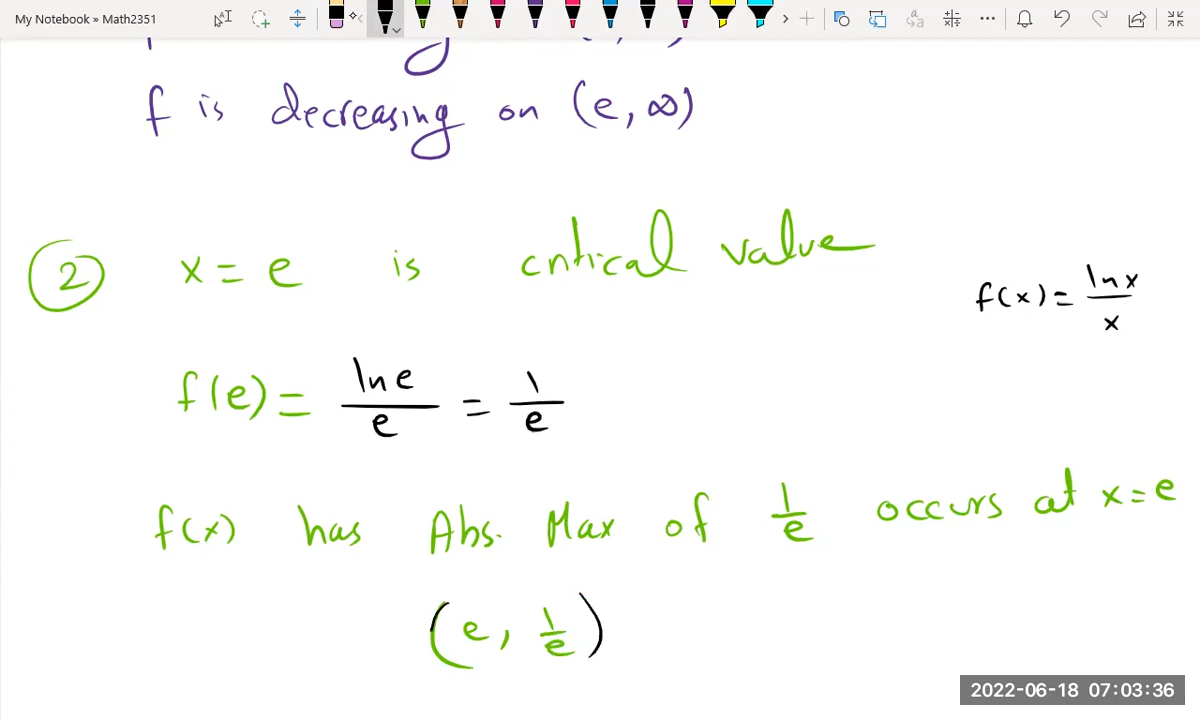 My Notebook » Math2351
f is decreasing on (e, ∞)
② x = e is critical value
f(x) = ln x / x
f(e) = ln e / e = 1/e
f(x) has Abs. Max of 1/e occurs at x = e
(e, 1/e)
2022-06-18 07:03:36